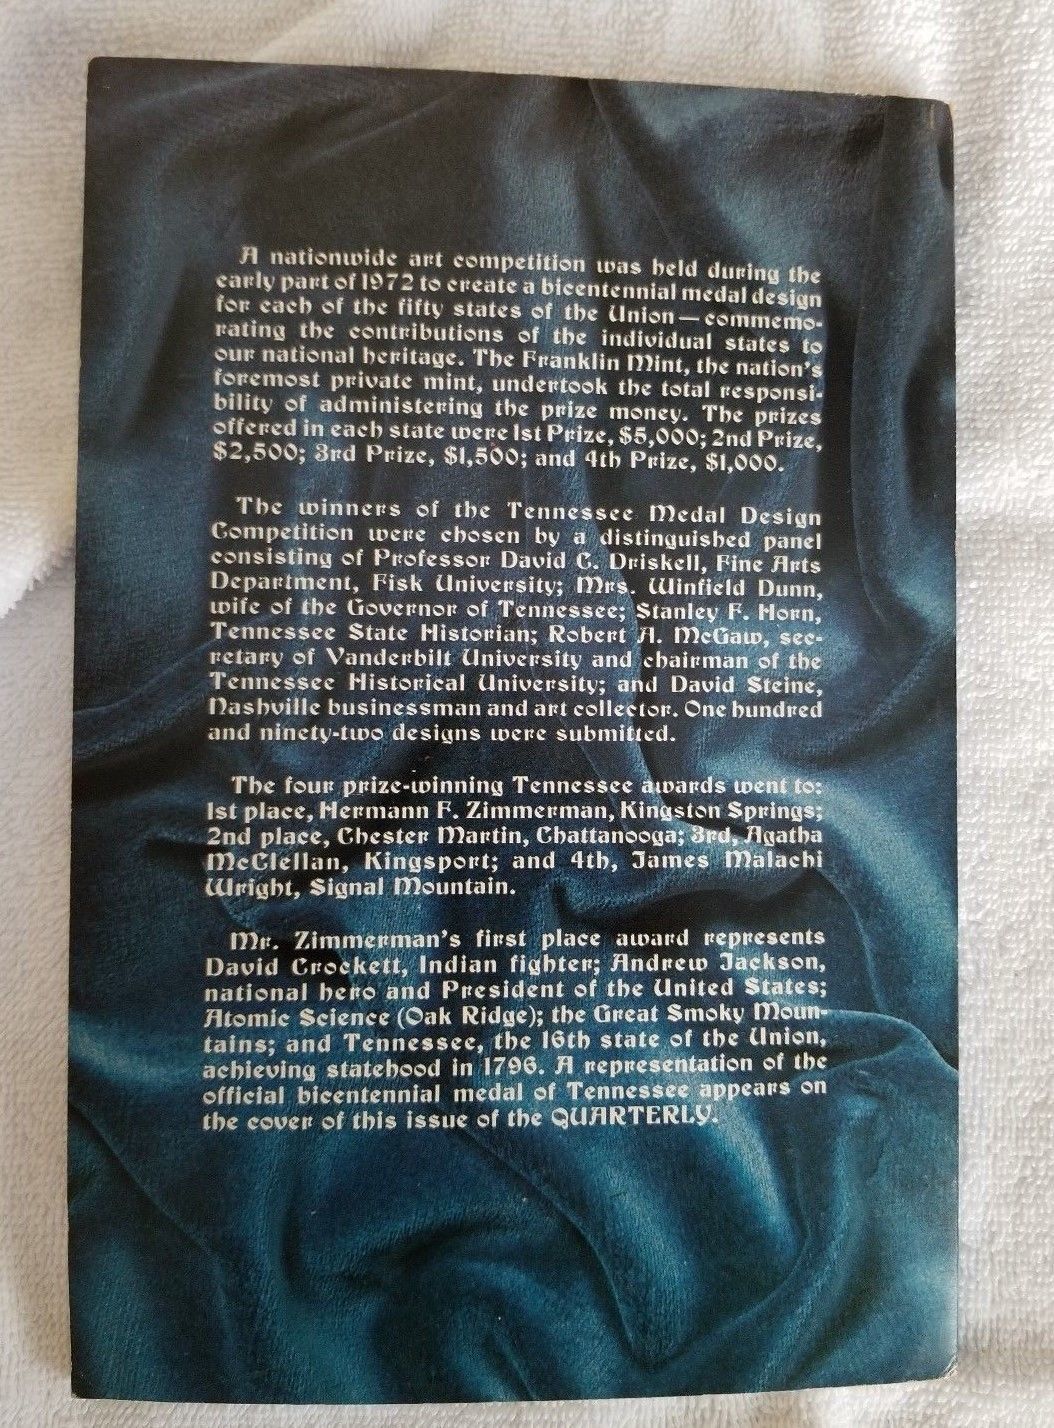 A nationwide art competition was held during the
early part of 1972 to create a bicentennial medal design
for each of the fifty states of the Union — commemo-
rating the contributions of the individual states to
our national heritage. The Franklin Mint, the nation's
foremost private mint, undertook the total responsi-
bility of administering the prize money. The prizes
offered in each state were 1st Prize, $5,000; 2nd Prize,
$2,500; 3rd Prize, $1,500; and 4th Prize, $1,000.
The winners of the Tennessee Medal Design
Competition were chosen by a distinguished panel
consisting of Professor David C. Driskell, Fine Arts
Department, Fisk University; Mrs. Winfield Dunn,
wife of the Governor of Tennessee; Stanley F. Horn,
Tennessee State Historian; Robert A. McGaw, sec-
retary of Vanderbilt University and chairman of the
Tennessee Historical University; and David Steine,
Nashville businessman and art collector. One hundred
and ninety-two designs were submitted.
The four prize-winning Tennessee awards went to:
1st place, Hermann F. Zimmerman, Kingston Springs;
2nd place, Chester Martin, Chattanooga; 3rd, Agatha
McClellan, Kingsport; and 4th, James Malachi
Wright, Signal Mountain.
Mr. Zimmerman's first place award represents
David Crockett, Indian fighter; Andrew Jackson,
national hero and President of the United States;
Atomic Science (Oak Ridge); the Great Smoky Moun-
tains; and Tennessee, the 16th state of the Union,
achieving statehood in 1796. A representation of the
official bicentennial medal of Tennessee appears on
the cover of this issue of the QUARTERLY.